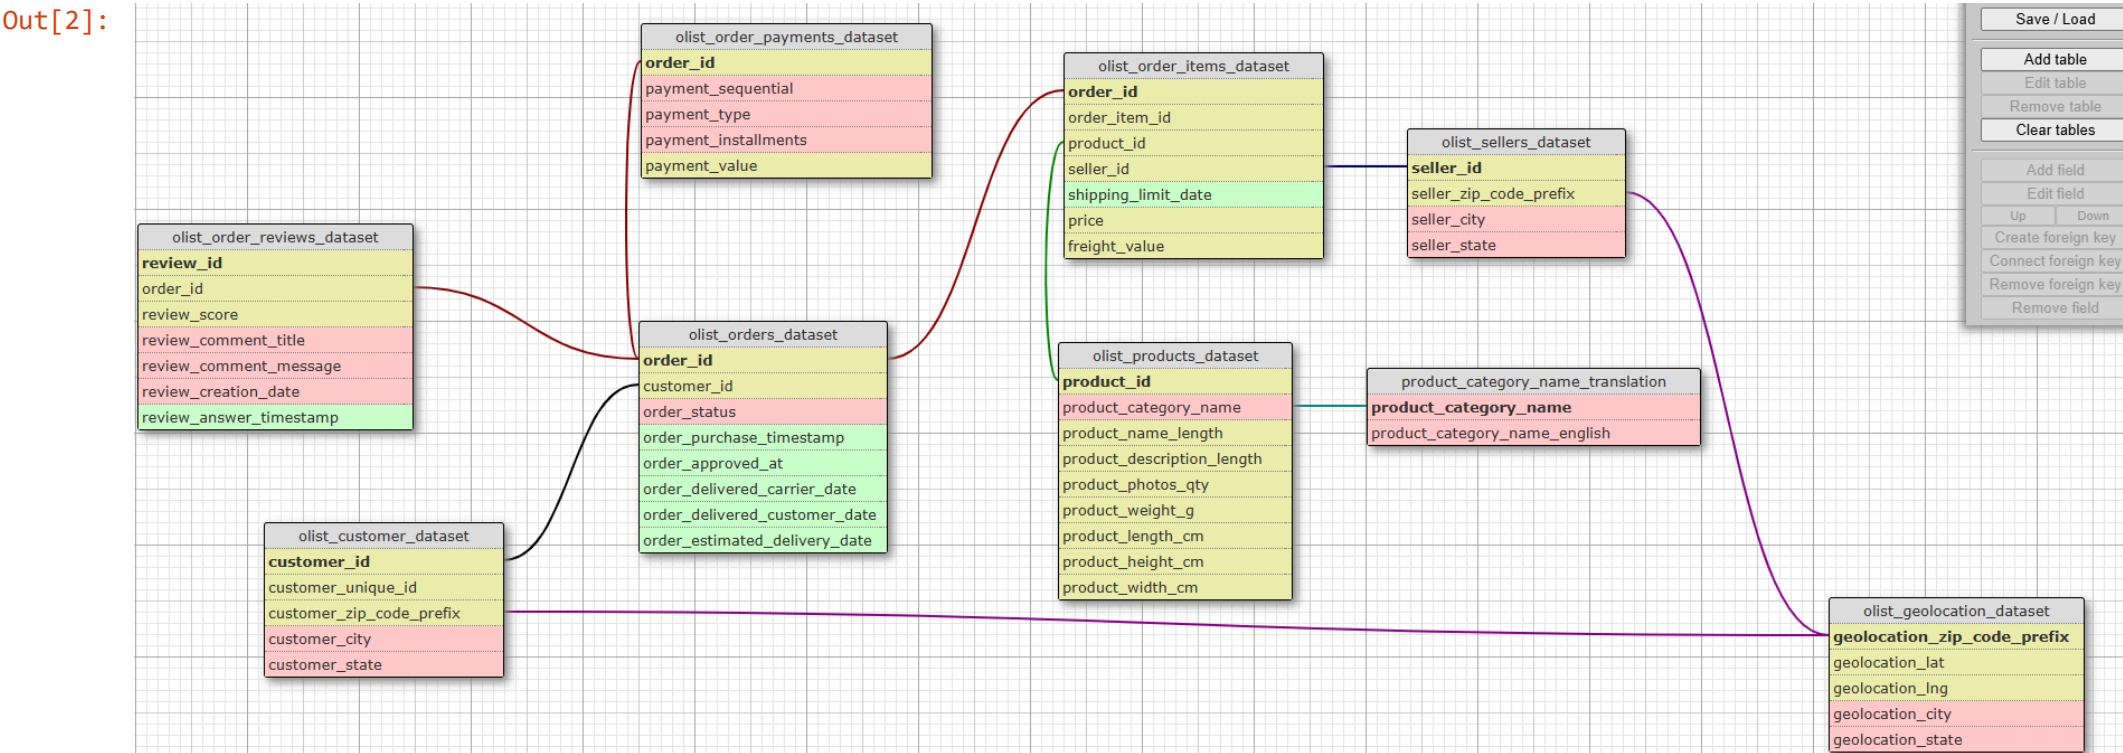 Out[2]:
olist_order_payments_dataset
order_id
payment_sequential
payment_type
payment_installments
payment_value
olist_order_items_dataset
order_id
order_item_id
product_id
seller_id
shipping_limit_date
price
freight_value
olist_sellers_dataset
seller_id
seller_zip_code_prefix
seller_city
seller_state
Save / Load
Add table
Edit table
Remove table
Clear tables
Add field
Edit field
Up Down
Create foreign key
Connect foreign key
Remove foreign key
Remove field
olist_order_reviews_dataset
review_id
order_id
review_score
review_comment_title
review_comment_message
review_creation_date
review_answer_timestamp
olist_orders_dataset
order_id
customer_id
order_status
order_purchase_timestamp
order_approved_at
order_delivered_carrier_date
order_delivered_customer_date
order_estimated_delivery_date
olist_products_dataset
product_id
product_category_name
product_name_length
product_description_length
product_photos_qty
product_weight_g
product_length_cm
product_height_cm
product_width_cm
product_category_name_translation
product_category_name
product_category_name_english
olist_customer_dataset
customer_id
customer_unique_id
customer_zip_code_prefix
customer_city
customer_state
olist_geolocation_dataset
geolocation_zip_code_prefix
geolocation_lat
geolocation_lng
geolocation_city
geolocation_state